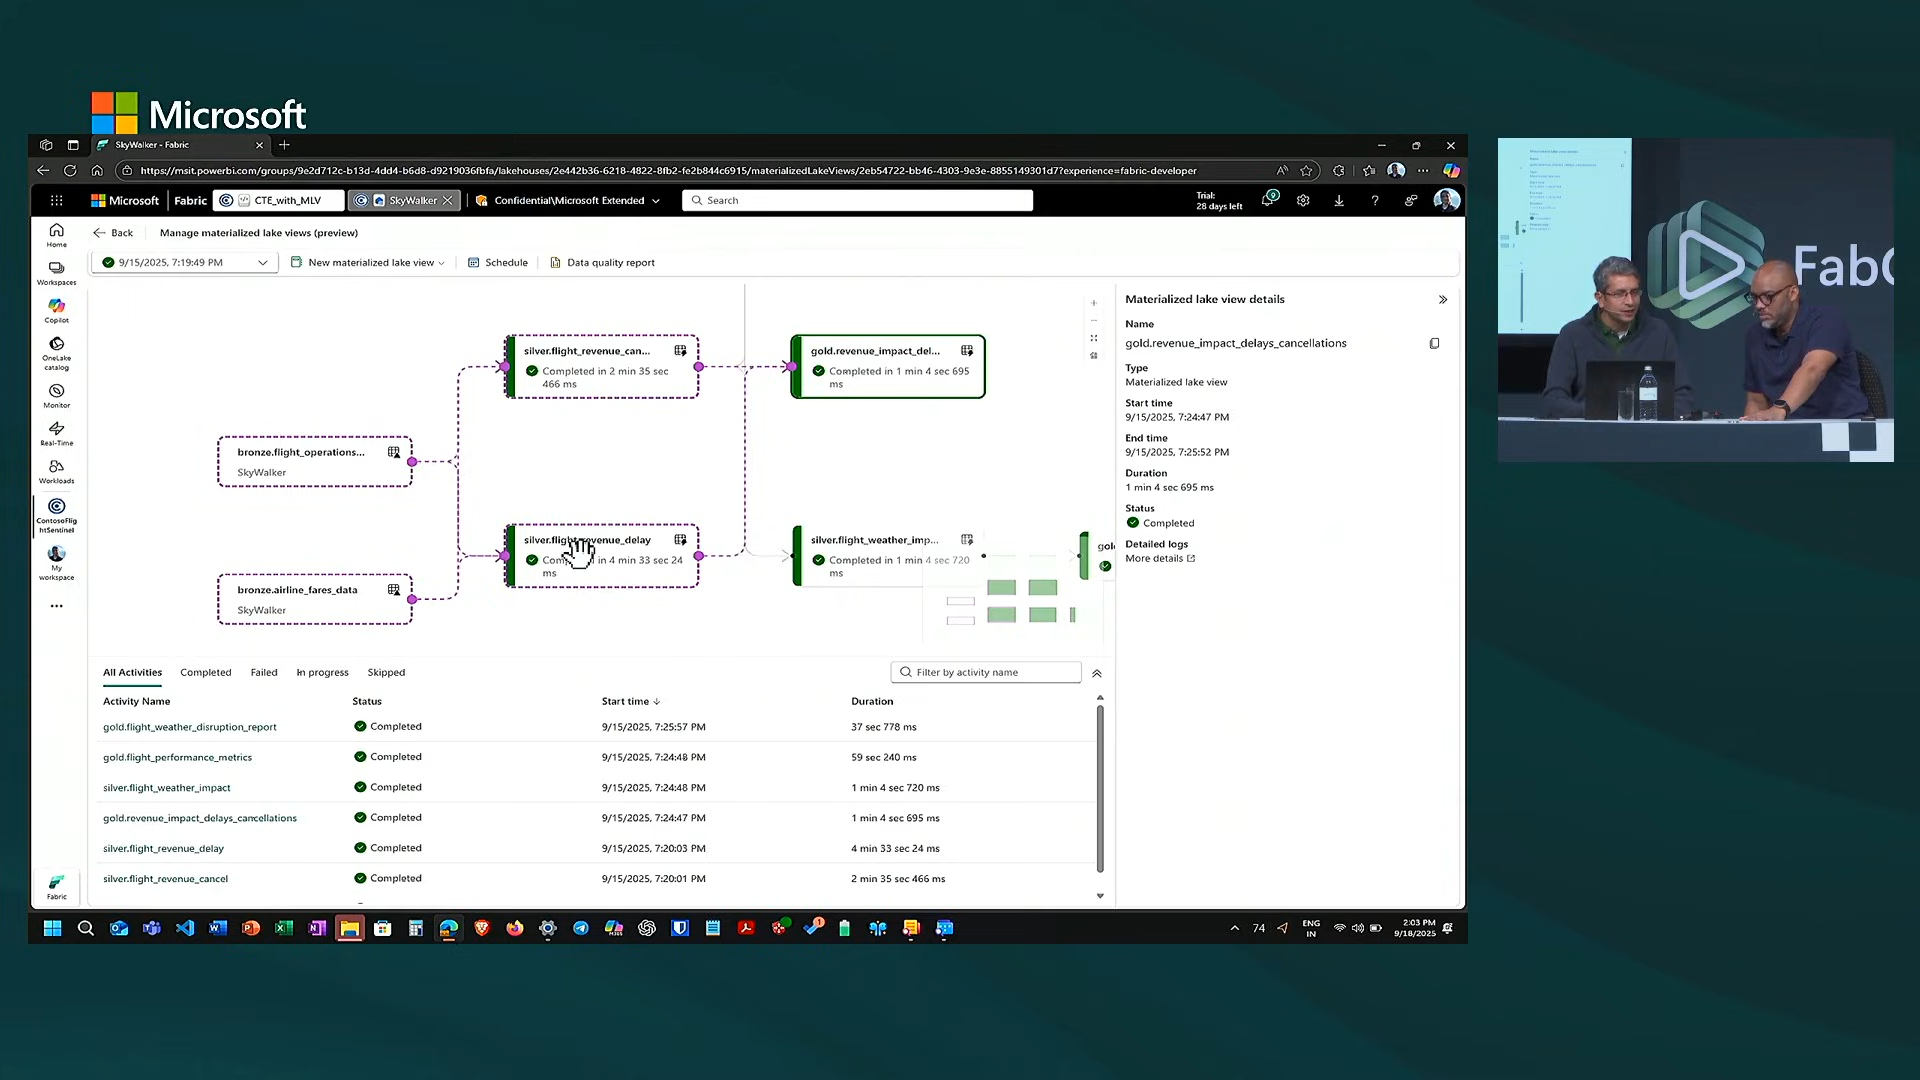 Microsoft
SkyWalker - Fabric
https://msit.powerbi.com/groups/9e2d712c-b13d-4dd4-b6d8-d9219036fbfa/lakehouses/2e442b36-6218-4822-8fb2-fe2b844c6915/materializedLakeViews/2eb54722-bb46-4303-9e3e-8855149301d7?experience=fabric-developer
Microsoft Fabric CTE_with_MLV SkyWalker Confidential\Microsoft Extended Search Trial: 28 days left
Home
Workspaces
Copilot
OneLake
catalog
Monitor
Real-Time
Workloads
ContosoFlig
htSentinel
My
workspace
Fabric
Back Manage materialized lake views (preview)
9/15/2025, 7:19:49 PM New materialized lake view Schedule Data quality report
silver.flight_revenue_can...
Completed in 2 min 35 sec
466 ms
gold.revenue_impact_del...
Completed in 1 min 4 sec 695
ms
bronze.flight_operations...
SkyWalker
silver.flight_revenue_delay
in 4 min 33 sec 24
ms
silver.flight_weather_imp...
Completed in 1 min 4 sec 720
ms
gol
bronze.airline_fares_data
SkyWalker
Materialized lake view details
Name
gold.revenue_impact_delays_cancellations
Type
Materialized lake view
Start time
9/15/2025, 7:24:47 PM
End time
9/15/2025, 7:25:52 PM
Duration
1 min 4 sec 695 ms
Status
Completed
Detailed logs
More details
All Activities Completed Failed In progress Skipped Filter by activity name
Activity Name Status Start time Duration
gold.flight_weather_disruption_report Completed 9/15/2025, 7:25:57 PM 37 sec 778 ms
gold.flight_performance_metrics Completed 9/15/2025, 7:24:48 PM 59 sec 240 ms
silver.flight_weather_impact Completed 9/15/2025, 7:24:48 PM 1 min 4 sec 720 ms
gold.revenue_impact_delays_cancellations Completed 9/15/2025, 7:24:47 PM 1 min 4 sec 695 ms
silver.flight_revenue_delay Completed 9/15/2025, 7:20:03 PM 4 min 33 sec 24 ms
silver.flight_revenue_cancel Completed 9/15/2025, 7:20:01 PM 2 min 35 sec 466 ms
74 ENG IN 2:03 PM 9/18/2025
FabC